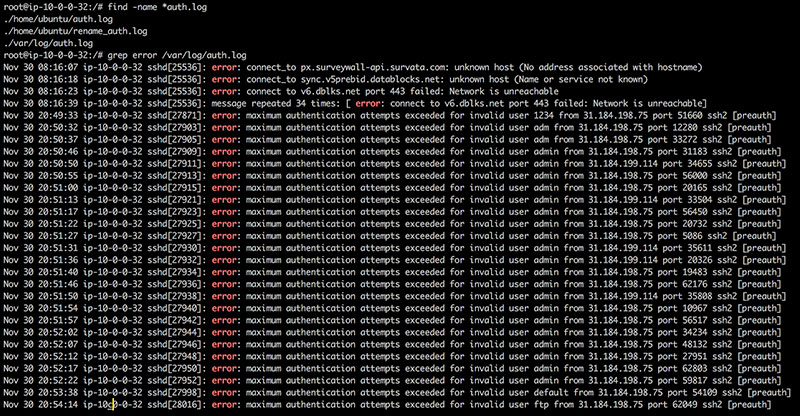 root@ip-10-0-0-32:/# find -name *auth.log
./home/ubuntu/auth.log
./home/ubuntu/rename_auth.log
./var/log/auth.log
root@ip-10-0-0-32:/# grep error /var/log/auth.log
Nov 30 08:16:07 ip-10-0-0-32 sshd[25536]: error: connect_to px.surveywall-api.survata.com: unknown host (No address associated with hostname)
Nov 30 08:16:18 ip-10-0-0-32 sshd[25536]: error: connect_to sync.v5prebid.datablocks.net: unknown host (Name or service not known)
Nov 30 08:16:23 ip-10-0-0-32 sshd[25536]: error: connect to v6.dblks.net port 443 failed: Network is unreachable
Nov 30 08:16:39 ip-10-0-0-32 sshd[25536]: message repeated 34 times: [ error: connect to v6.dblks.net port 443 failed: Network is unreachable]
Nov 30 20:49:33 ip-10-0-0-32 sshd[27871]: error: maximum authentication attempts exceeded for invalid user 1234 from 31.184.198.75 port 51660 ssh2 [preauth]
Nov 30 20:50:32 ip-10-0-0-32 sshd[27903]: error: maximum authentication attempts exceeded for invalid user adm from 31.184.198.75 port 12280 ssh2 [preauth]
Nov 30 20:50:37 ip-10-0-0-32 sshd[27905]: error: maximum authentication attempts exceeded for invalid user adm from 31.184.198.75 port 33272 ssh2 [preauth]
Nov 30 20:50:46 ip-10-0-0-32 sshd[27909]: error: maximum authentication attempts exceeded for invalid user admin from 31.184.198.75 port 31183 ssh2 [preauth]
Nov 30 20:50:50 ip-10-0-0-32 sshd[27911]: error: maximum authentication attempts exceeded for invalid user admin from 31.184.199.114 port 34655 ssh2 [preauth]
Nov 30 20:50:55 ip-10-0-0-32 sshd[27913]: error: maximum authentication attempts exceeded for invalid user admin from 31.184.198.75 port 56000 ssh2 [preauth]
Nov 30 20:51:00 ip-10-0-0-32 sshd[27915]: error: maximum authentication attempts exceeded for invalid user admin from 31.184.198.75 port 20165 ssh2 [preauth]
Nov 30 20:51:13 ip-10-0-0-32 sshd[27921]: error: maximum authentication attempts exceeded for invalid user admin from 31.184.199.114 port 33504 ssh2 [preauth]
Nov 30 20:51:17 ip-10-0-0-32 sshd[27923]: error: maximum authentication attempts exceeded for invalid user admin from 31.184.198.75 port 56450 ssh2 [preauth]
Nov 30 20:51:22 ip-10-0-0-32 sshd[27925]: error: maximum authentication attempts exceeded for invalid user admin from 31.184.198.75 port 20732 ssh2 [preauth]
Nov 30 20:51:27 ip-10-0-0-32 sshd[27927]: error: maximum authentication attempts exceeded for invalid user admin from 31.184.198.75 port 5086 ssh2 [preauth]
Nov 30 20:51:31 ip-10-0-0-32 sshd[27930]: error: maximum authentication attempts exceeded for invalid user admin from 31.184.199.114 port 35611 ssh2 [preauth]
Nov 30 20:51:36 ip-10-0-0-32 sshd[27932]: error: maximum authentication attempts exceeded for invalid user admin from 31.184.199.114 port 20326 ssh2 [preauth]
Nov 30 20:51:40 ip-10-0-0-32 sshd[27934]: error: maximum authentication attempts exceeded for invalid user admin from 31.184.198.75 port 19483 ssh2 [preauth]
Nov 30 20:51:46 ip-10-0-0-32 sshd[27936]: error: maximum authentication attempts exceeded for invalid user admin from 31.184.198.75 port 62176 ssh2 [preauth]
Nov 30 20:51:50 ip-10-0-0-32 sshd[27938]: error: maximum authentication attempts exceeded for invalid user admin from 31.184.199.114 port 35808 ssh2 [preauth]
Nov 30 20:51:54 ip-10-0-0-32 sshd[27940]: error: maximum authentication attempts exceeded for invalid user admin from 31.184.198.75 port 10967 ssh2 [preauth]
Nov 30 20:51:57 ip-10-0-0-32 sshd[27942]: error: maximum authentication attempts exceeded for invalid user admin from 31.184.198.75 port 56517 ssh2 [preauth]
Nov 30 20:52:02 ip-10-0-0-32 sshd[27944]: error: maximum authentication attempts exceeded for invalid user admin from 31.184.198.75 port 34234 ssh2 [preauth]
Nov 30 20:52:07 ip-10-0-0-32 sshd[27946]: error: maximum authentication attempts exceeded for invalid user admin from 31.184.198.75 port 48132 ssh2 [preauth]
Nov 30 20:52:12 ip-10-0-0-32 sshd[27948]: error: maximum authentication attempts exceeded for invalid user admin from 31.184.198.75 port 27951 ssh2 [preauth]
Nov 30 20:52:17 ip-10-0-0-32 sshd[27950]: error: maximum authentication attempts exceeded for invalid user admin from 31.184.198.75 port 62803 ssh2 [preauth]
Nov 30 20:52:22 ip-10-0-0-32 sshd[27952]: error: maximum authentication attempts exceeded for invalid user admin from 31.184.198.75 port 59817 ssh2 [preauth]
Nov 30 20:53:38 ip-10-0-0-32 sshd[27998]: error: maximum authentication attempts exceeded for invalid user default from 31.184.198.75 port 54109 ssh2 [preauth]
Nov 30 20:54:14 ip-10-0-0-32 sshd[28016]: error: maximum authentication attempts exceeded for invalid user ftp from 31.184.198.75 port 62049 ssh2 [preauth]